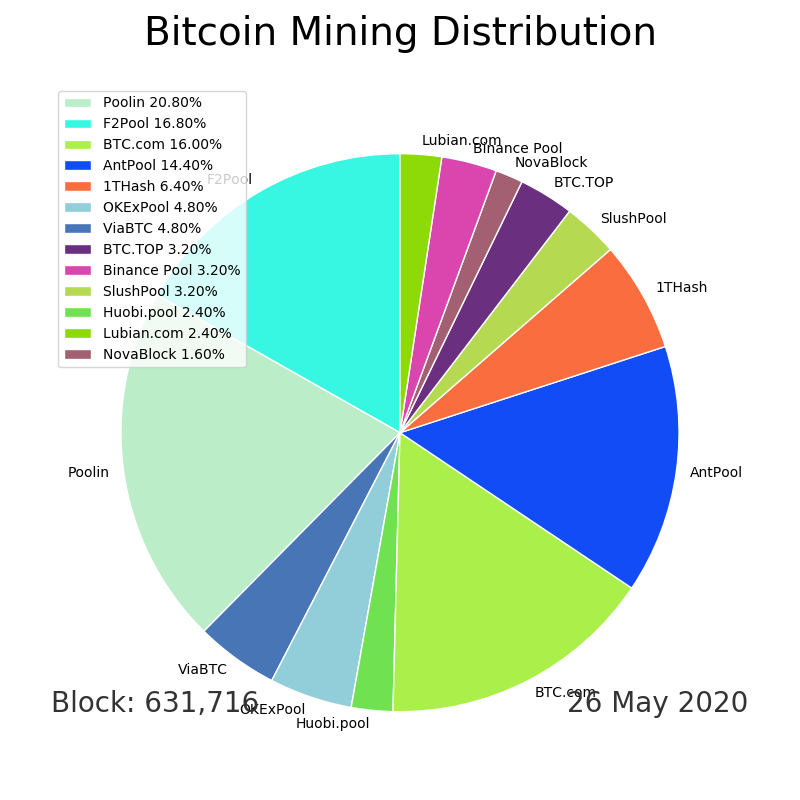 Bitcoin Mining Distribution
Poolin 20.80%
F2Pool 16.80%
BTC.com 16.00%
AntPool 14.40%
1THash 6.40%
OKExPool 4.80%
ViaBTC 4.80%
BTC.TOP 3.20%
Binance Pool 3.20%
SlushPool 3.20%
Huobi.pool 2.40%
Lubian.com 2.40%
NovaBlock 1.60%
Lubian.com
Binance Pool
NovaBlock
F2Pool
BTC.TOP
SlushPool
1THash
Poolin
AntPool
ViaBTC
BTC.com
Block: 631,716
26 May 2020
OKExPool
Huobi.pool